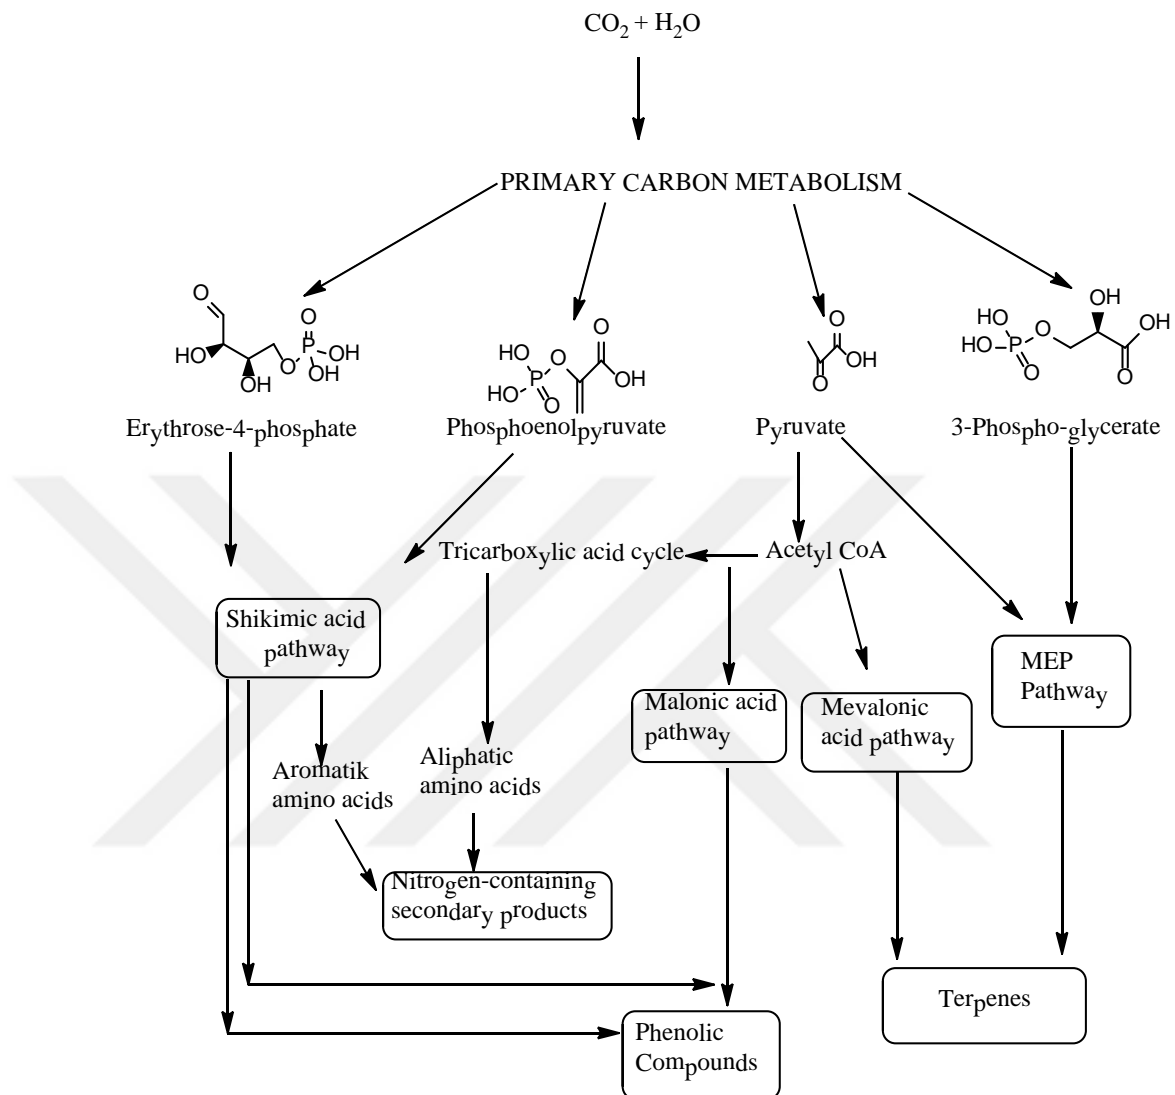 CO2 + H2O
PRIMARY CARBON METABOLISM
O
HO
OH
O
O
P
OH
OH
HO
HO
P
O
O
O
OH
O
OH
O
HO
HO
P
O
O
OH
OH
O
Erythrose-4-phosphate
Phosphoenolpyruvate
Pyruvate
3-Phospho-glycerate
Tricarboxylic acid cycle
Acetyl CoA
Shikimic acid
pathway
MEP
Pathway
Malonic acid
pathway
Mevalonic
acid pathway
Aromatik
amino acids
Aliphatic
amino acids
Nitrogen-containing
secondary products
Terpenes
Phenolic
Compounds